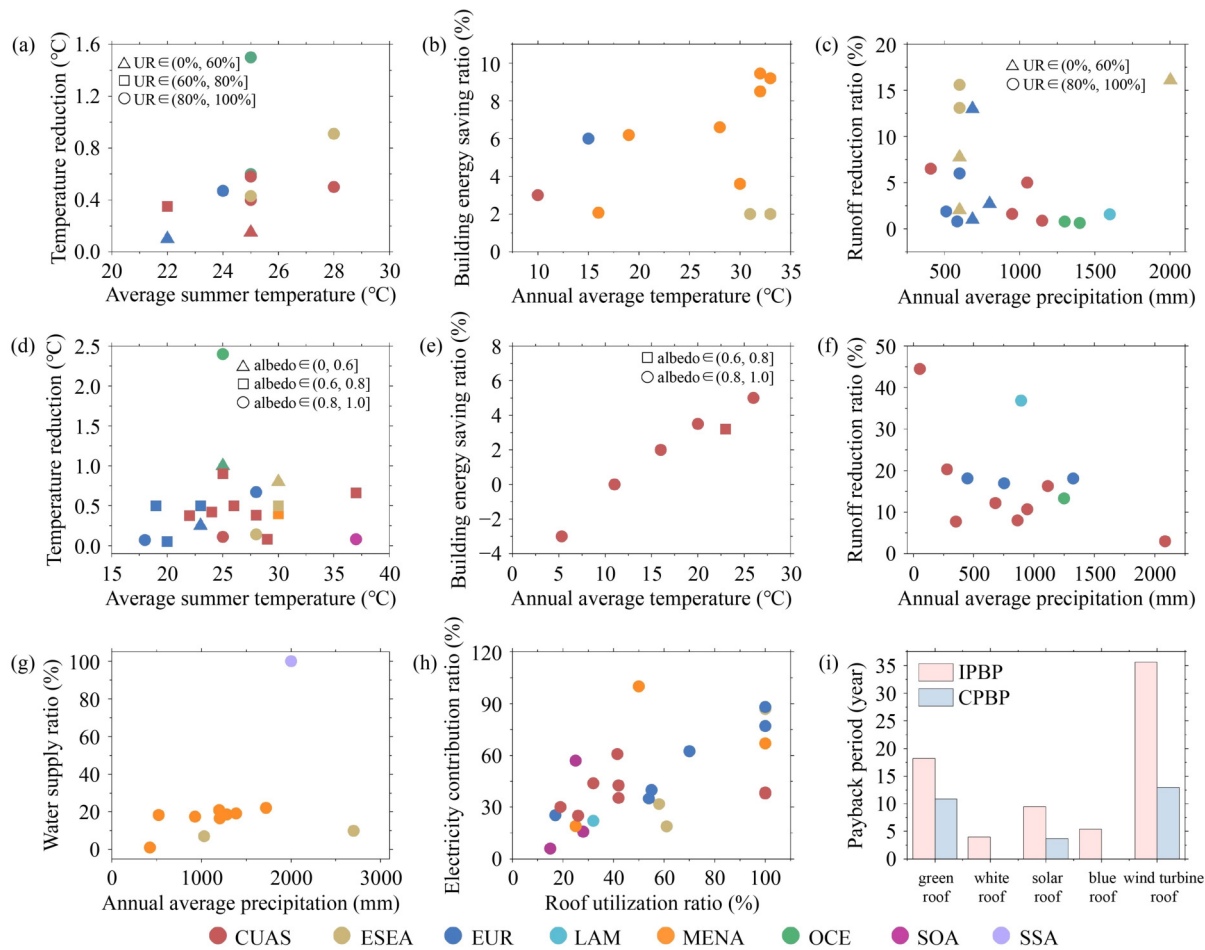 (a)
Temperature reduction (°C)
1.6
1.2
0.8
0.4
0.0
UR∈(0%, 60%]
UR∈(60%, 80%]
UR∈(80%, 100%]
20 22 24 26 28 30
Average summer temperature (°C)
(b)
Building energy saving ratio (%)
10
8
6
4
2
0
10 15 20 25 30 35
Annual average temperature (°C)
(c)
Runoff reduction ratio (%)
20
15
10
5
0
UR∈(0%, 60%]
UR∈(80%, 100%]
500 1000 1500 2000
Annual average precipitation (mm)
(d)
Temperature reduction (°C)
2.5
2.0
1.5
1.0
0.5
0.0
albedo∈(0, 0.6]
albedo∈(0.6, 0.8]
albedo∈(0.8, 1.0]
15 20 25 30 35 40
Average summer temperature (°C)
(e)
Building energy saving ratio (%)
8
6
4
2
0
−2
−4
albedo∈(0.6, 0.8]
albedo∈(0.8, 1.0]
0 5 10 15 20 25 30
Annual average temperature (°C)
(f)
Runoff reduction ratio (%)
50
40
30
20
10
0
0 500 1000 1500 2000
Annual average precipitation (mm)
(g)
Water supply ratio (%)
100
80
60
40
20
0
0 1000 2000 3000
Annual average precipitation (mm)
(h)
Electricity contribution ratio (%)
120
90
60
30
0
20 40 60 80 100
Roof utilization ratio (%)
(i)
Payback period (year)
35
30
25
20
15
10
5
0
IPBP
CPBP
green white solar blue wind turbine
roof roof roof roof roof
CUAS ESEA EUR LAM MENA OCE SOA SSA